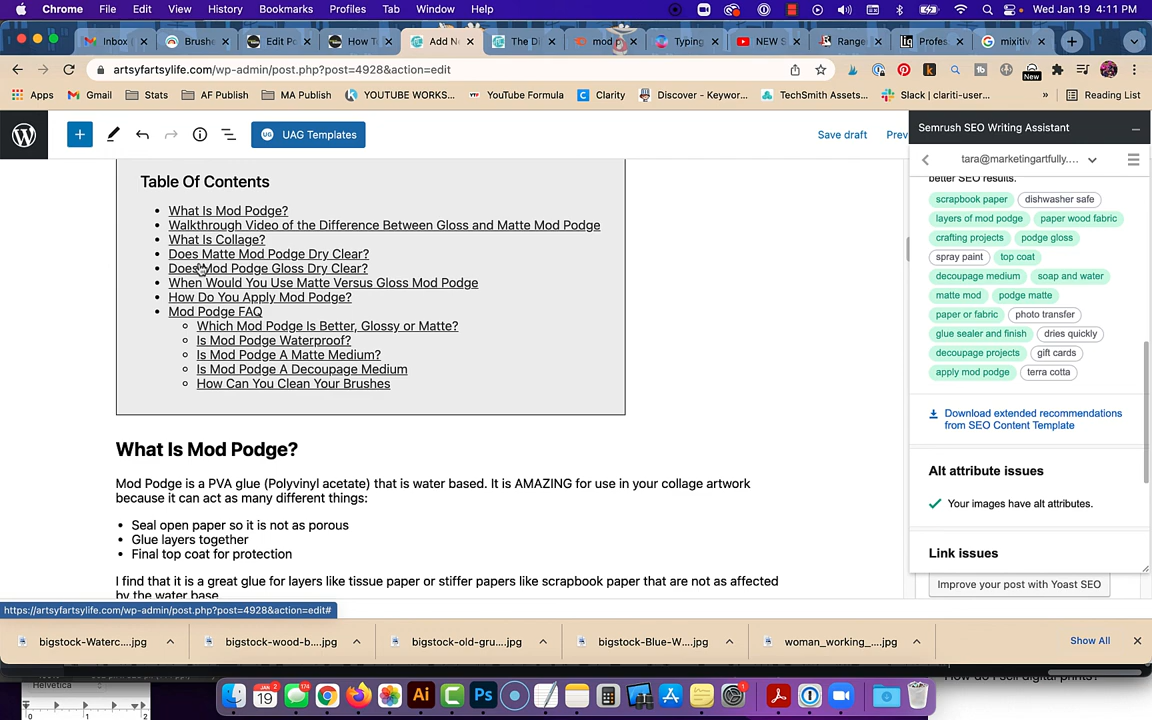 Chrome File Edit View History Bookmarks Profiles Tab Window Help Wed Jan 19 4:11 PM
Inbox ( Brushe Edit P How T Add N The D mod p Typing NEW S Range Profes mixitiv
artsyfartsylife.com/wp-admin/post.php?post=4928&action=edit New
Apps Gmail Stats AF Publish MA Publish YOUTUBE WORKS... YouTube Formula Clarity Discover - Keywor... TechSmith Assets... Slack | clariti-user... » Reading List
UAG Templates Save draft Prev
Semrush SEO Writing Assistant
tara@marketingartfully....
better SEO results.
scrapbook paper dishwasher safe
layers of mod podge paper wood fabric
crafting projects podge gloss
spray paint top coat
decoupage medium soap and water
matte mod podge matte
paper or fabric photo transfer
glue sealer and finish dries quickly
decoupage projects gift cards
apply mod podge terra cotta
Download extended recommendations
from SEO Content Template
Alt attribute issues
Your images have alt attributes.
Link issues
Improve your post with Yoast SEO
Table Of Contents
• What Is Mod Podge?
• Walkthrough Video of the Difference Between Gloss and Matte Mod Podge
• What Is Collage?
• Does Matte Mod Podge Dry Clear?
• Does Mod Podge Gloss Dry Clear?
• When Would You Use Matte Versus Gloss Mod Podge
• How Do You Apply Mod Podge?
• Mod Podge FAQ
Which Mod Podge Is Better, Glossy or Matte?
Is Mod Podge Waterproof?
Is Mod Podge A Matte Medium?
Is Mod Podge A Decoupage Medium
How Can You Clean Your Brushes
What Is Mod Podge?
Mod Podge is a PVA glue (Polyvinyl acetate) that is water based. It is AMAZING for use in your collage artwork
because it can act as many different things:
• Seal open paper so it is not as porous
• Glue layers together
• Final top coat for protection
I find that it is a great glue for layers like tissue paper or stiffer papers like scrapbook paper that are not as affected
by the water base
https://artsyfartsylife.com/wp-admin/post.php?post=4928&action=edit#
bigstock-Waterc....jpg bigstock-wood-b....jpg bigstock-old-gru....jpg bigstock-Blue-W....jpg woman_working_....jpg Show All
Helvetica
0 1 2